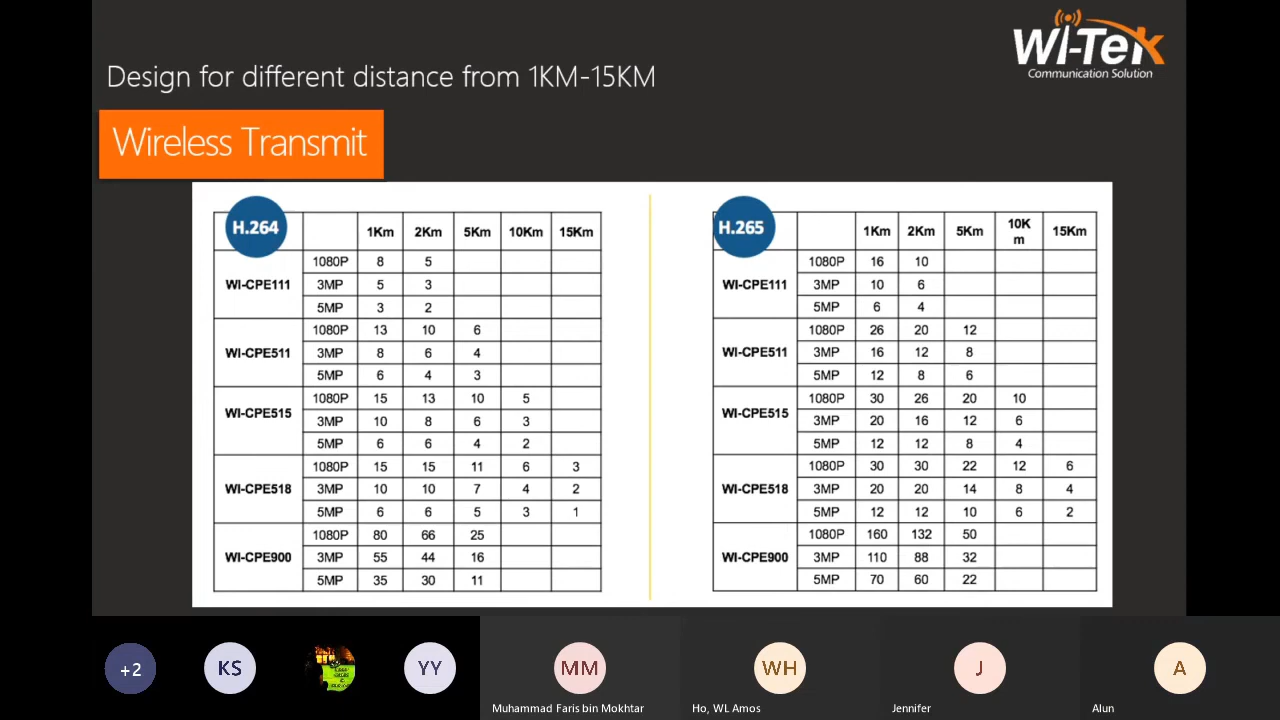 WI-Tek
Communication Solution
Design for different distance from 1KM-15KM
Wireless Transmit
H.264
1Km 2Km 5Km 10Km 15Km
WI-CPE111
1080P 8 5
3MP 5 3
5MP 3 2
WI-CPE511
1080P 13 10 6
3MP 8 6 4
5MP 6 4 3
WI-CPE515
1080P 15 13 10 5
3MP 10 8 6 3
5MP 6 6 4 2
WI-CPE518
1080P 15 15 11 6 3
3MP 10 10 7 4 2
5MP 6 6 5 3 1
WI-CPE900
1080P 80 66 25
3MP 55 44 16
5MP 35 30 11
H.265
1Km 2Km 5Km 10K
m 15Km
WI-CPE111
1080P 16 10
3MP 10 6
5MP 6 4
WI-CPE511
1080P 26 20 12
3MP 16 12 8
5MP 12 8 6
WI-CPE515
1080P 30 26 20 10
3MP 20 16 12 6
5MP 12 12 8 4
WI-CPE518
1080P 30 30 22 12 6
3MP 20 20 14 8 4
5MP 12 12 10 6 2
WI-CPE900
1080P 160 132 50
3MP 110 88 32
5MP 70 60 22
+2
KS
YY
MM
WH
J
A
Muhammad Faris bin Mokhtar
Ho, WL Amos
Jennifer
Alun